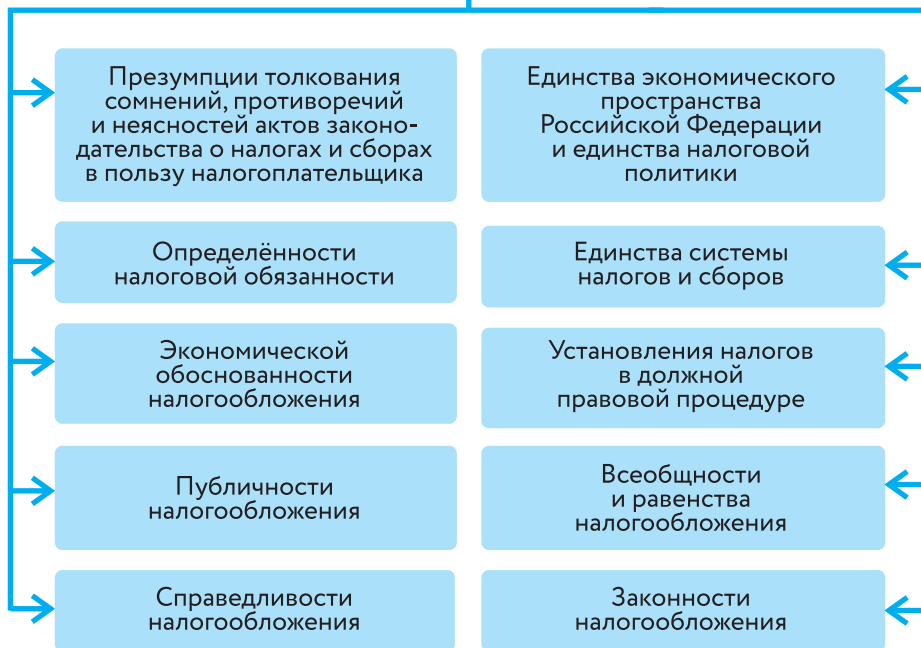 Презумпции толкования
сомнений, противоречий
и неясностей актов законо-
дательства о налогах и сборах
в пользу налогоплательщика
Единства экономического
пространства
Российской Федерации
и единства налоговой
политики
Определённости
налоговой обязанности
Единства системы
налогов и сборов
Экономической
обоснованности
налогообложения
Установления налогов
в должной
правовой процедуре
Публичности
налогообложения
Всеобщности
и равенства
налогообложения
Справедливости
налогообложения
Законности
налогообложения